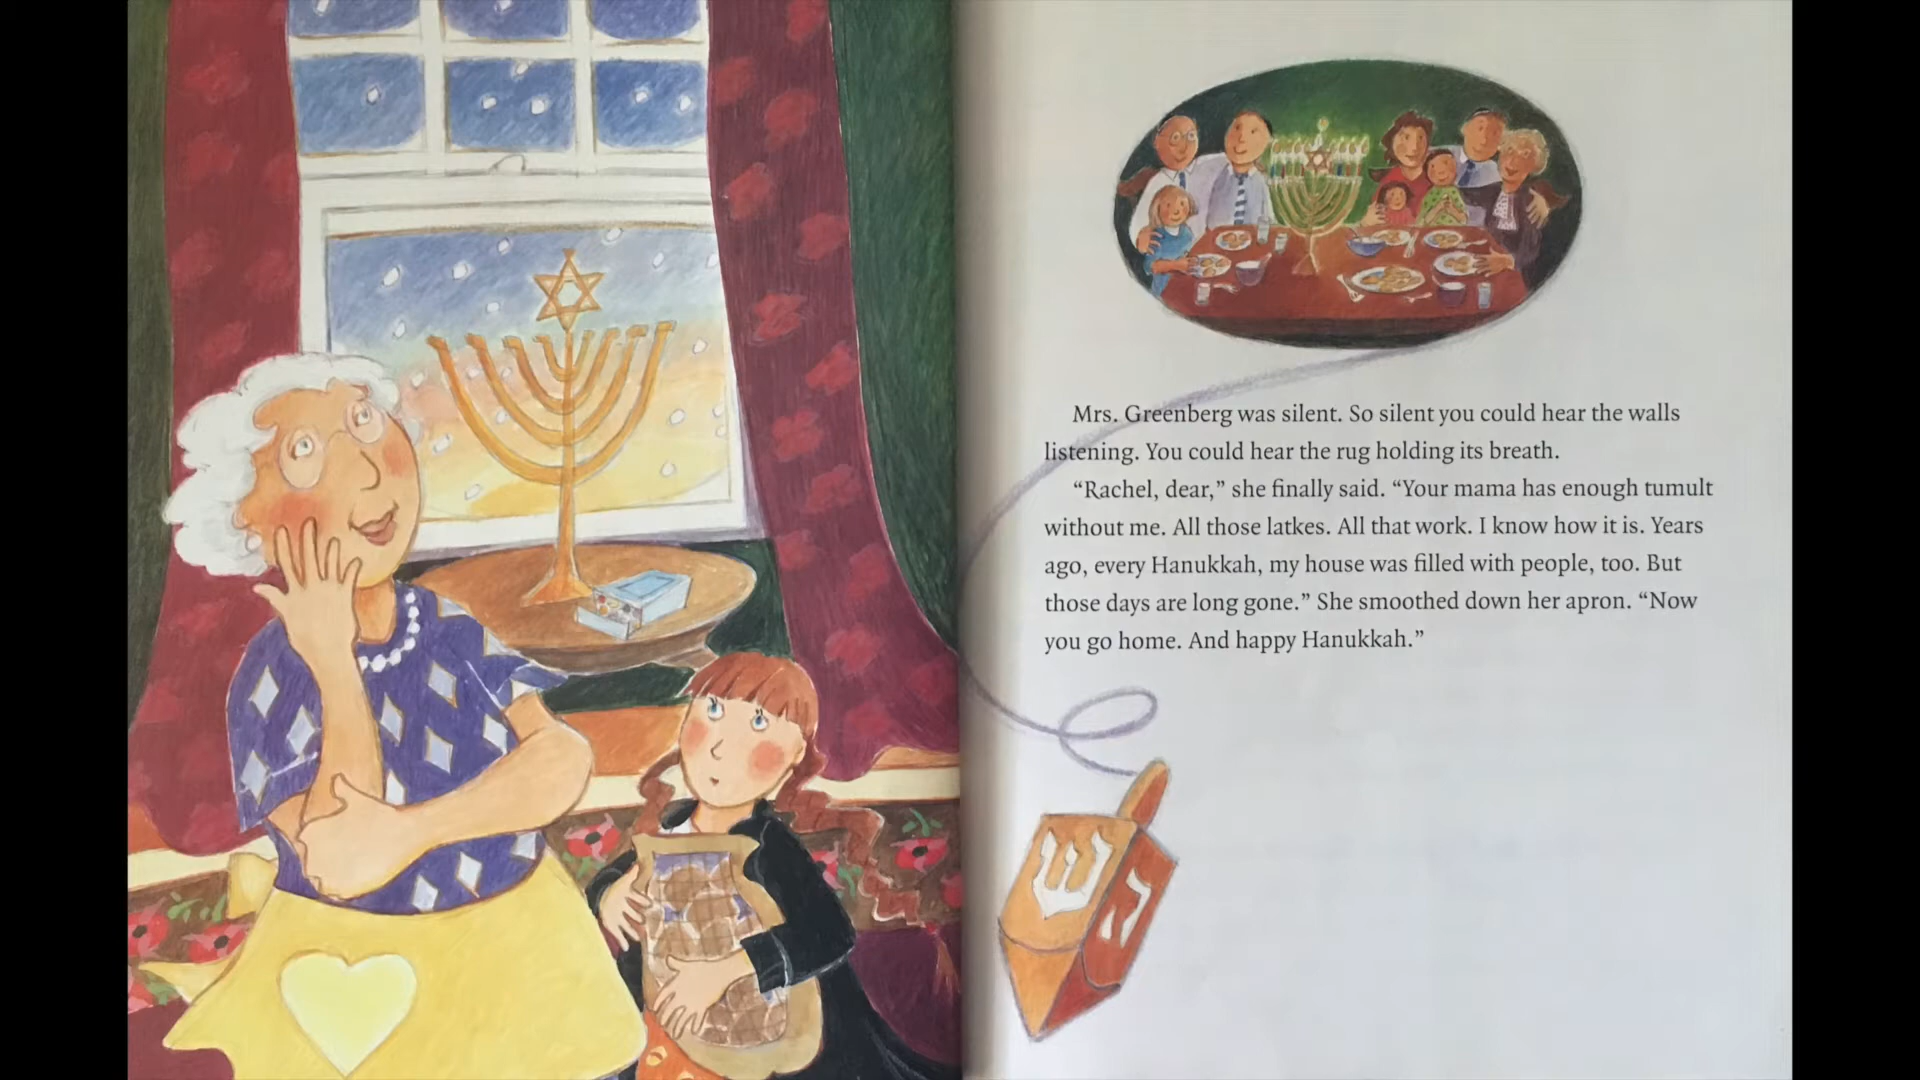 Mrs. Greenberg was silent. So silent you could hear the walls
listening. You could hear the rug holding its breath.
“Rachel, dear,” she finally said. “Your mama has enough tumult
without me. All those latkes. All that work. I know how it is. Years
ago, every Hanukkah, my house was filled with people, too. But
those days are long gone.” She smoothed down her apron. “Now
you go home. And happy Hanukkah.”
ש ה